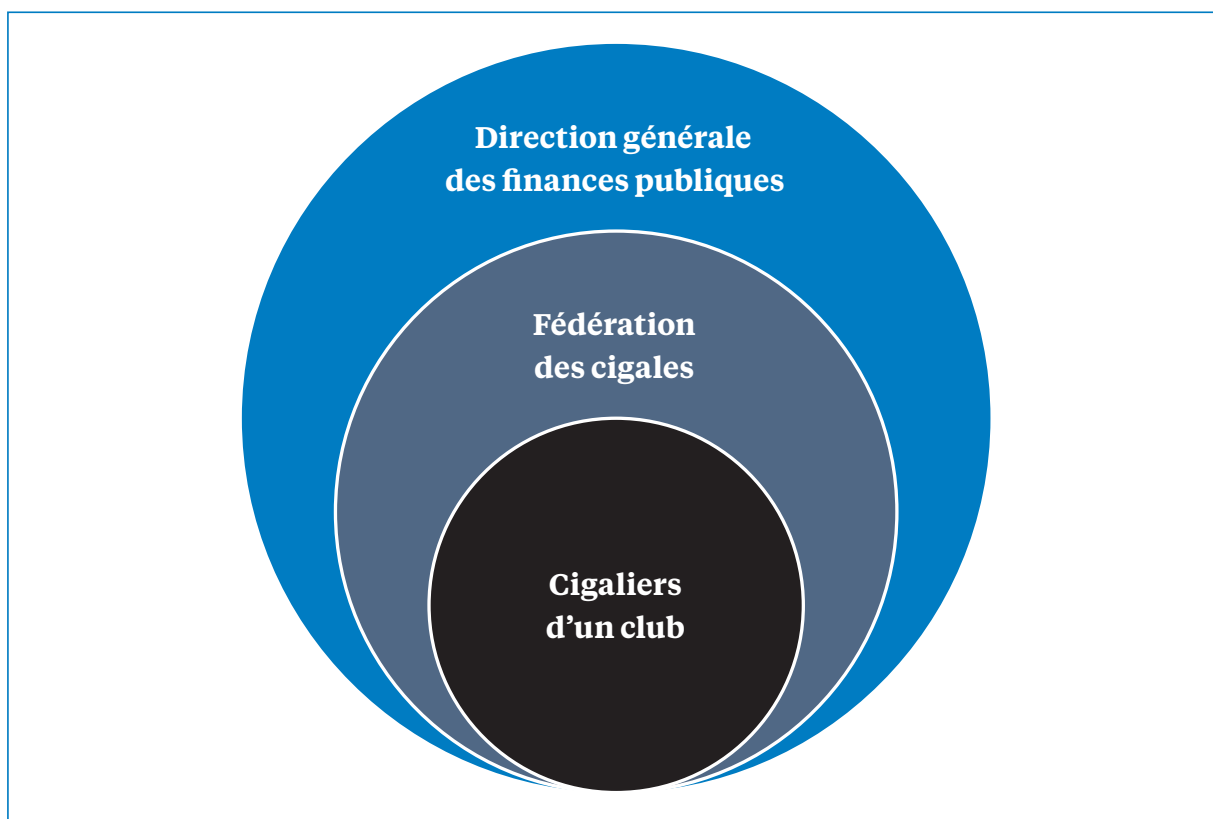 Direction générale
des finances publiques
Fédération
des cigales
Cigaliers
d’un club